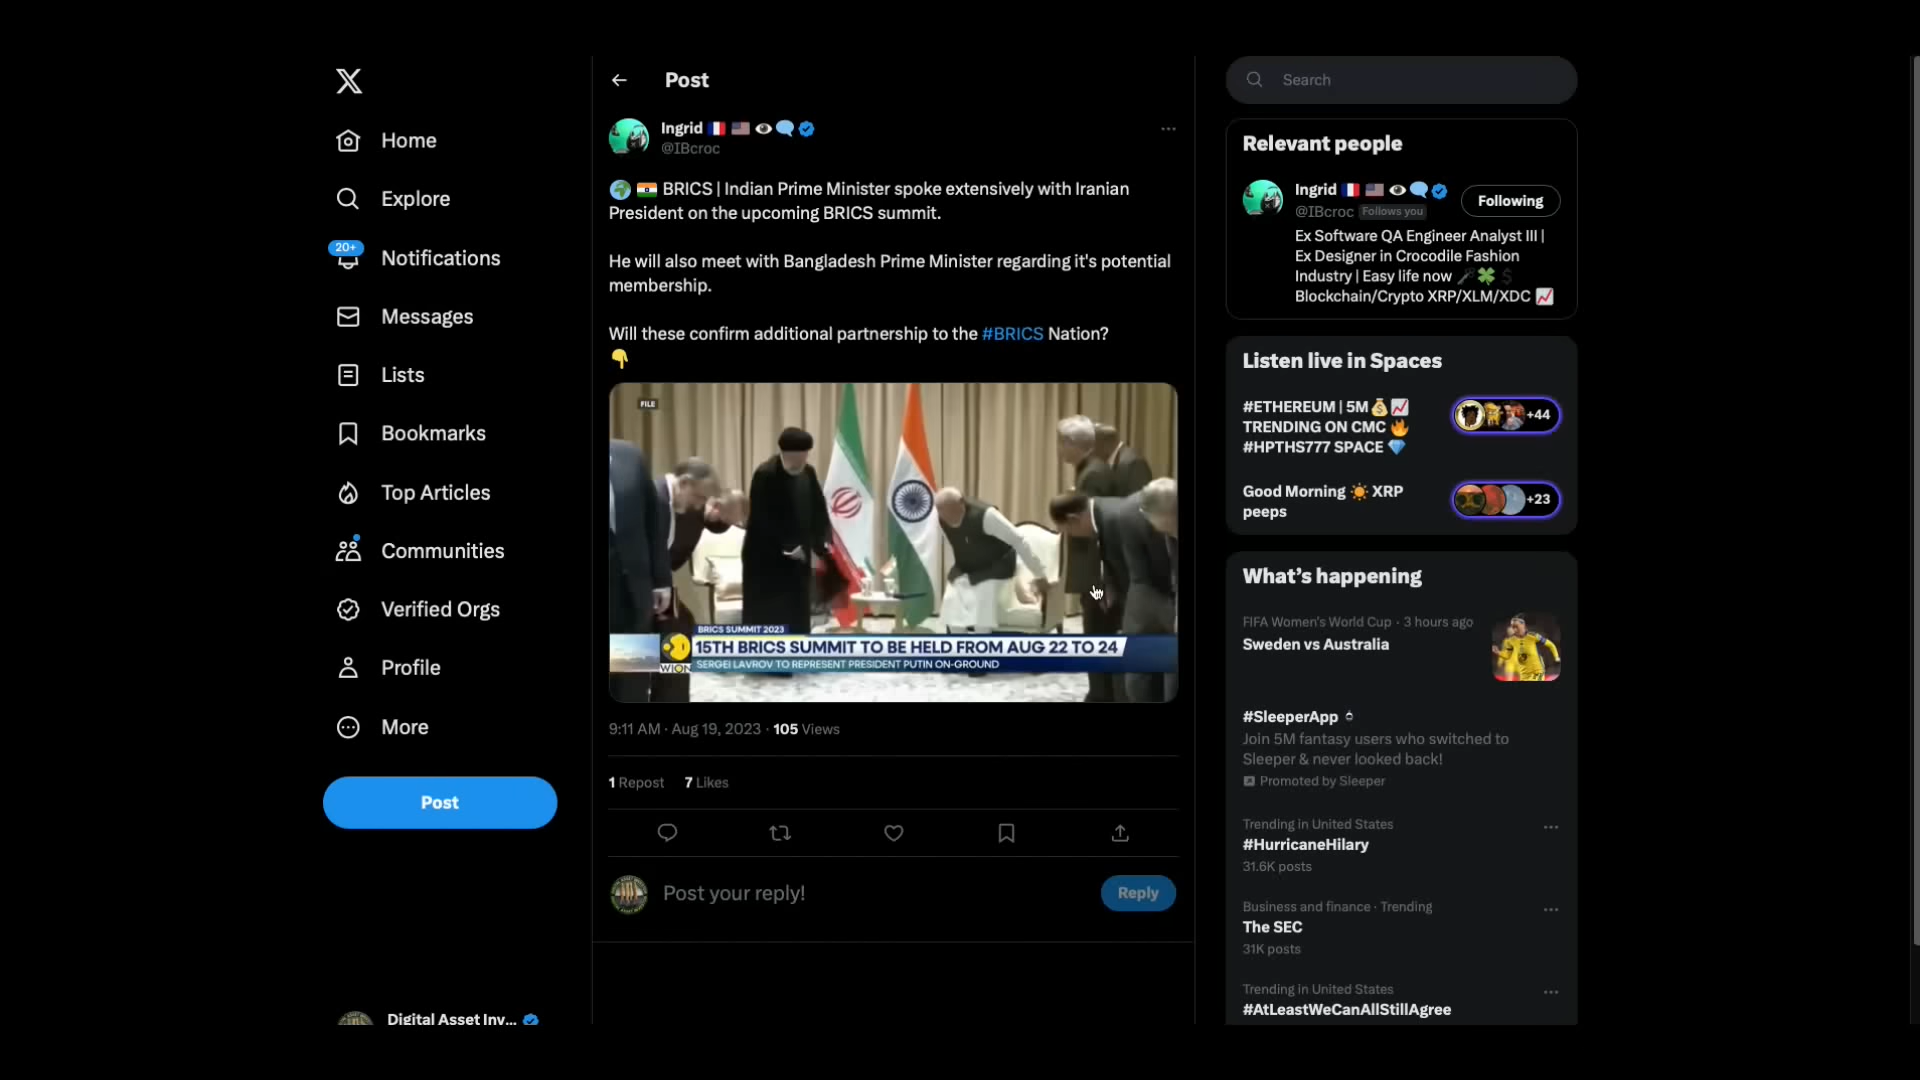 Home
Explore
20+
Notifications
Messages
Lists
Bookmarks
Top Articles
Communities
Verified Orgs
Profile
More
Post
Digital Asset Inv...
Post
Ingrid
@IBcroc
BRICS | Indian Prime Minister spoke extensively with Iranian
President on the upcoming BRICS summit.
He will also meet with Bangladesh Prime Minister regarding it's potential
membership.
Will these confirm additional partnership to the #BRICS Nation?
FILE
BRICS SUMMIT 2023
15TH BRICS SUMMIT TO BE HELD FROM AUG 22 TO 24
WION
SERGEI LAVROV TO REPRESENT PRESIDENT PUTIN ON-GROUND
9:11 AM · Aug 19, 2023 · 105 Views
1 Repost 7 Likes
Post your reply!
Reply
Search
Relevant people
Ingrid
@IBcroc Follows you
Following
Ex Software QA Engineer Analyst III |
Ex Designer in Crocodile Fashion
Industry | Easy life now
Blockchain/Crypto XRP/XLM/XDC
Listen live in Spaces
#ETHEREUM | 5M
TRENDING ON CMC
#HPTHS777 SPACE
+44
Good Morning XRP
peeps
+23
What's happening
FIFA Women's World Cup · 3 hours ago
Sweden vs Australia
#SleeperApp
Join 5M fantasy users who switched to
Sleeper & never looked back!
Promoted by Sleeper
Trending in United States
#HurricaneHilary
31.6K posts
Business and finance · Trending
The SEC
31K posts
Trending in United States
#AtLeastWeCanAllStillAgree